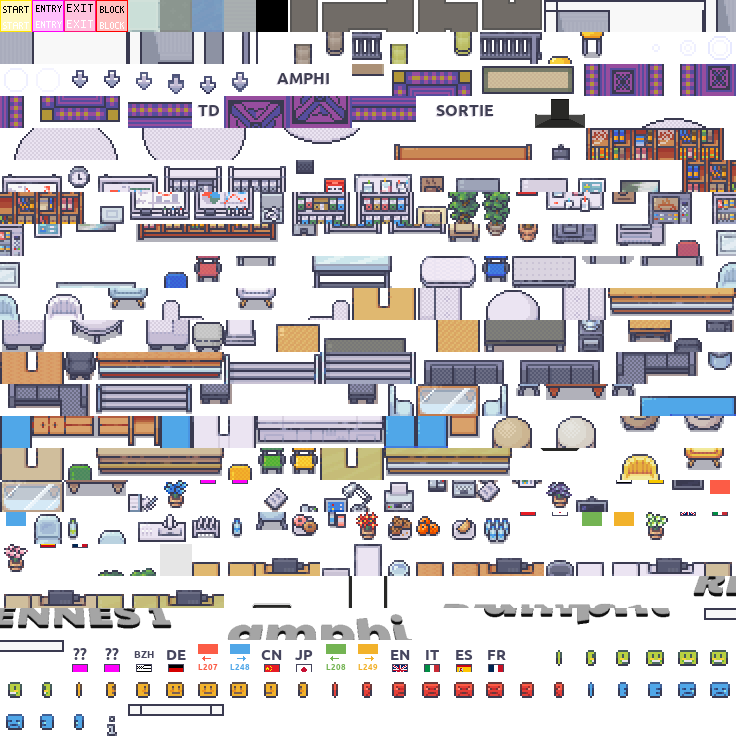 START ENTRY EXIT BLOCK
START ENTRY EXIT BLOCK
AMPHI
TD
SORTIE
ENNES 1
amphi
?? ?? BZH DE ← ← CN JP ← → EN IT ES FR
L207 L248 L208 L249
i